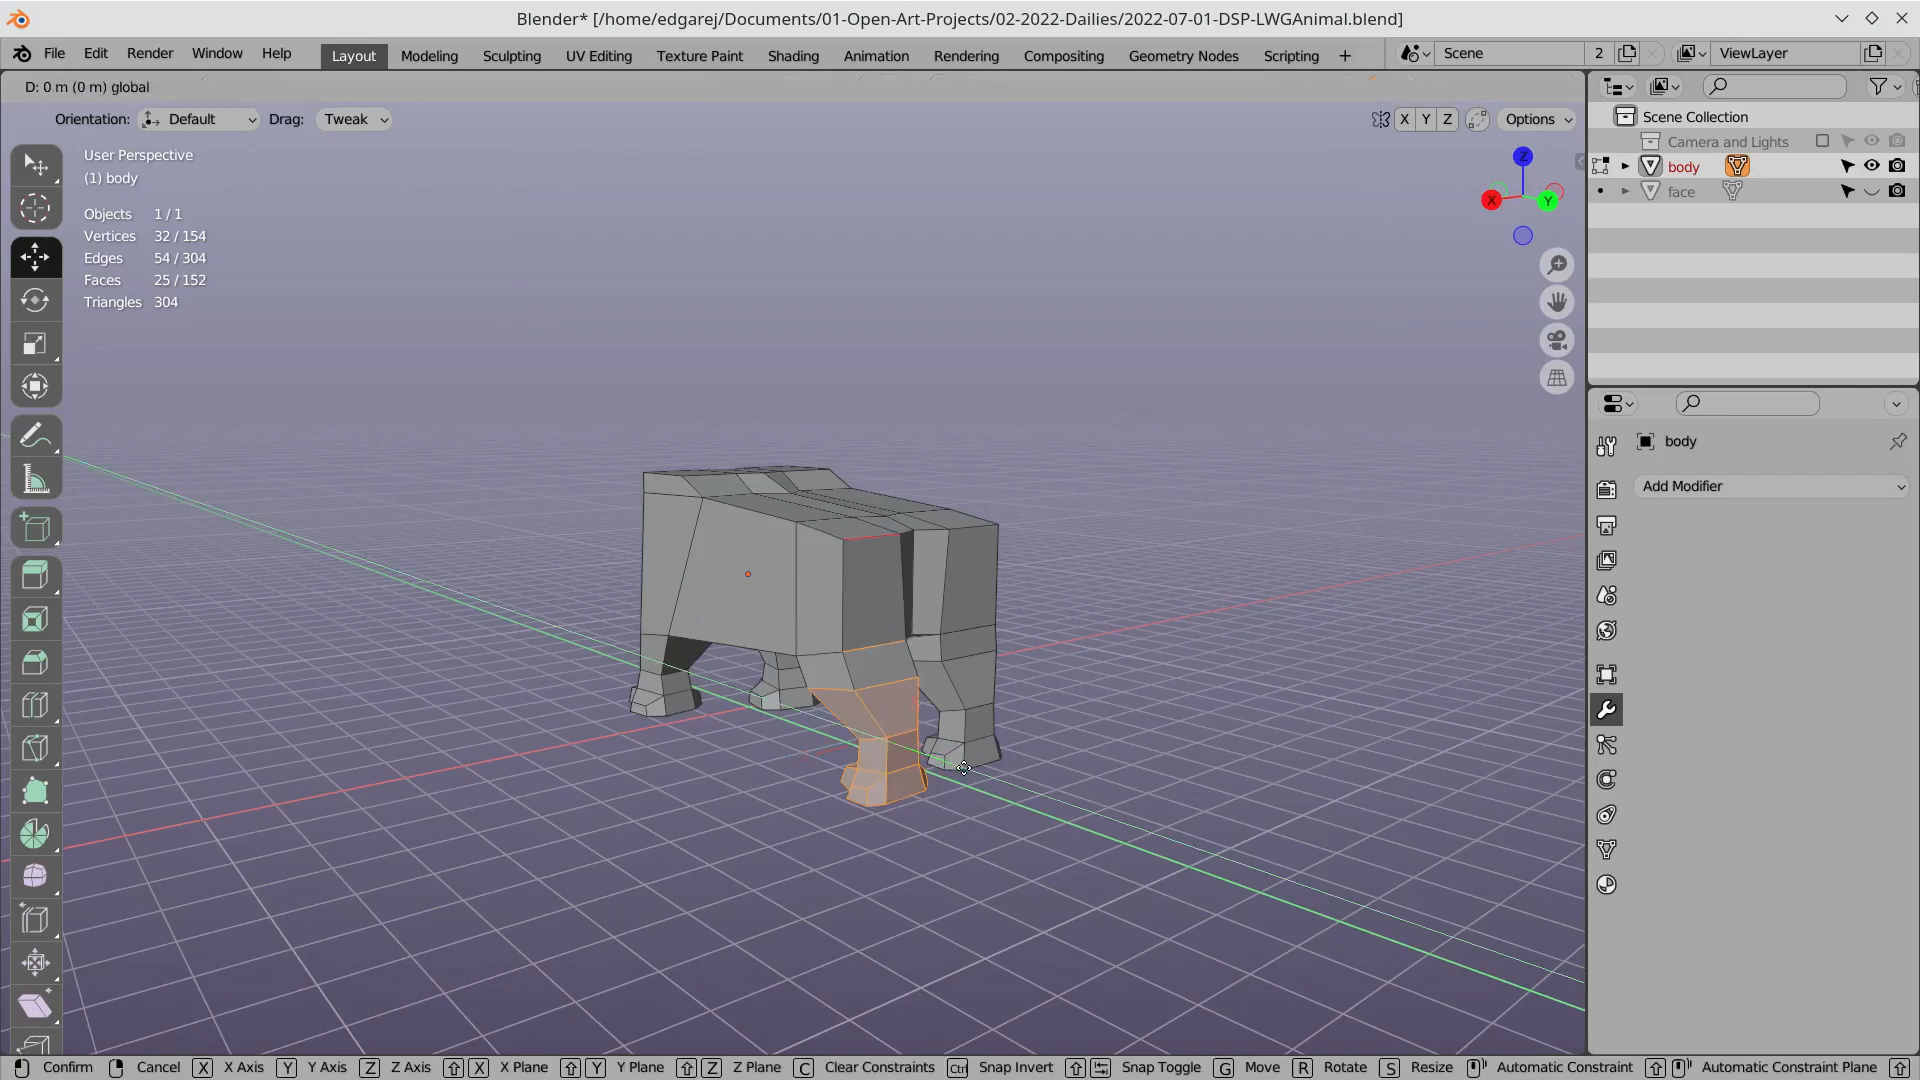 Blender* [/home/edgarej/Documents/01-Open-Art-Projects/02-2022-Dailies/2022-07-01-DSP-LWGAnimal.blend]
File Edit Render Window Help Layout Modeling Sculpting UV Editing Texture Paint Shading Animation Rendering Compositing Geometry Nodes Scripting + Scene 2 ViewLayer
D: 0 m (0 m) global
Orientation: Default Drag: Tweak X Y Z Options
User Perspective
(1) body
Objects 1 / 1
Vertices 32 / 154
Edges 54 / 304
Faces 25 / 152
Triangles 304
Z
X Y
Scene Collection
Camera and Lights
body
face
body
Add Modifier
Confirm Cancel X X Axis Y Y Axis Z Z Axis X X Plane Y Y Plane Z Z Plane C Clear Constraints Ctrl Snap Invert Snap Toggle G Move R Rotate S Resize Automatic Constraint Automatic Constraint Plane